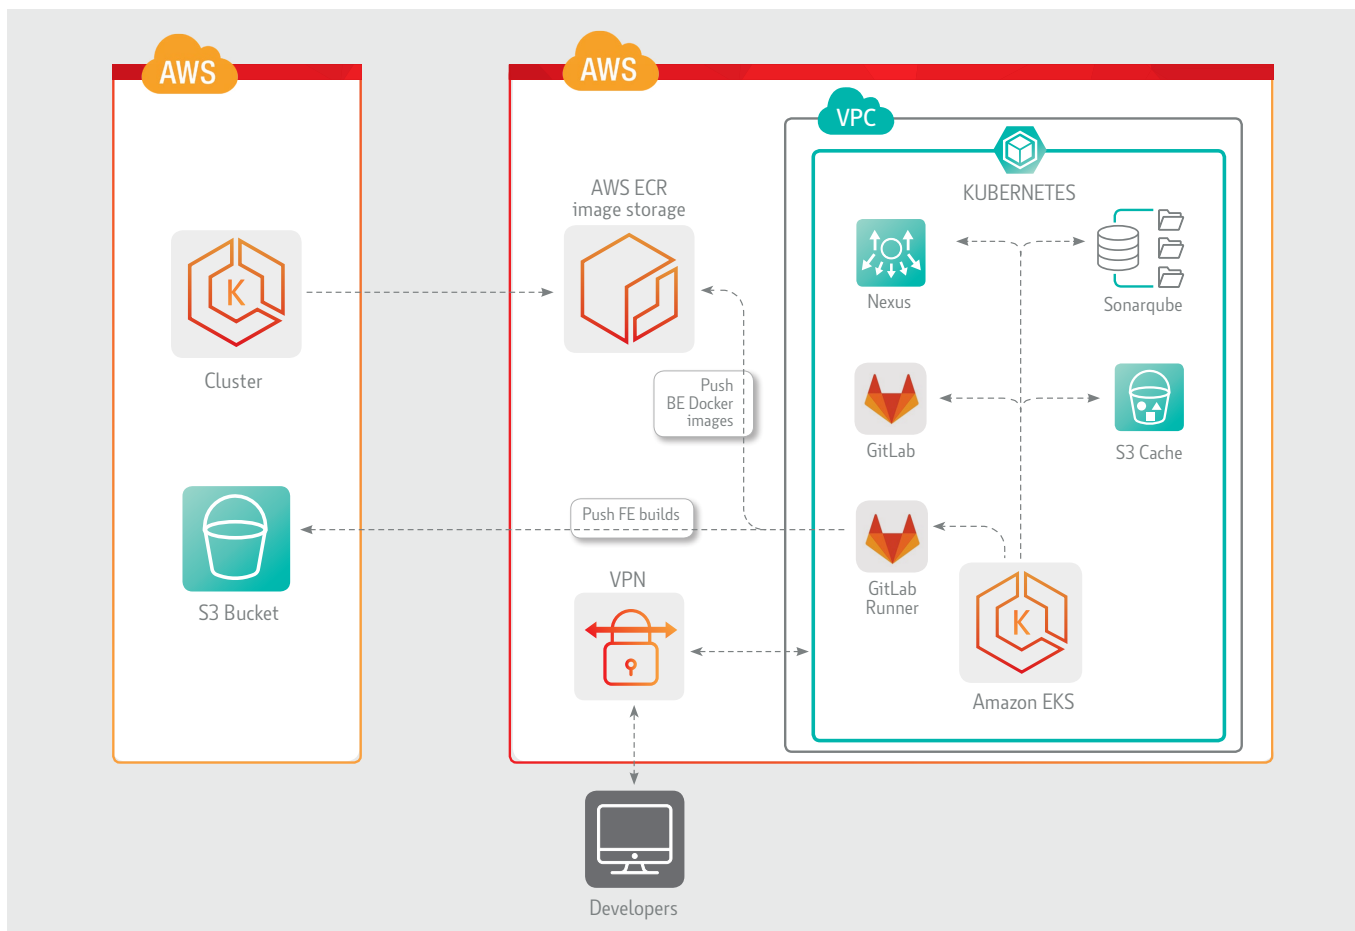 AWS
AWS
VPC
KUBERNETES
AWS ECR
image storage
K
Cluster
Nexus
Sonarqube
Push
BE Docker
images
GitLab
S3 Cache
Push FE builds
S3 Bucket
VPN
GitLab
Runner
K
Amazon EKS
Developers